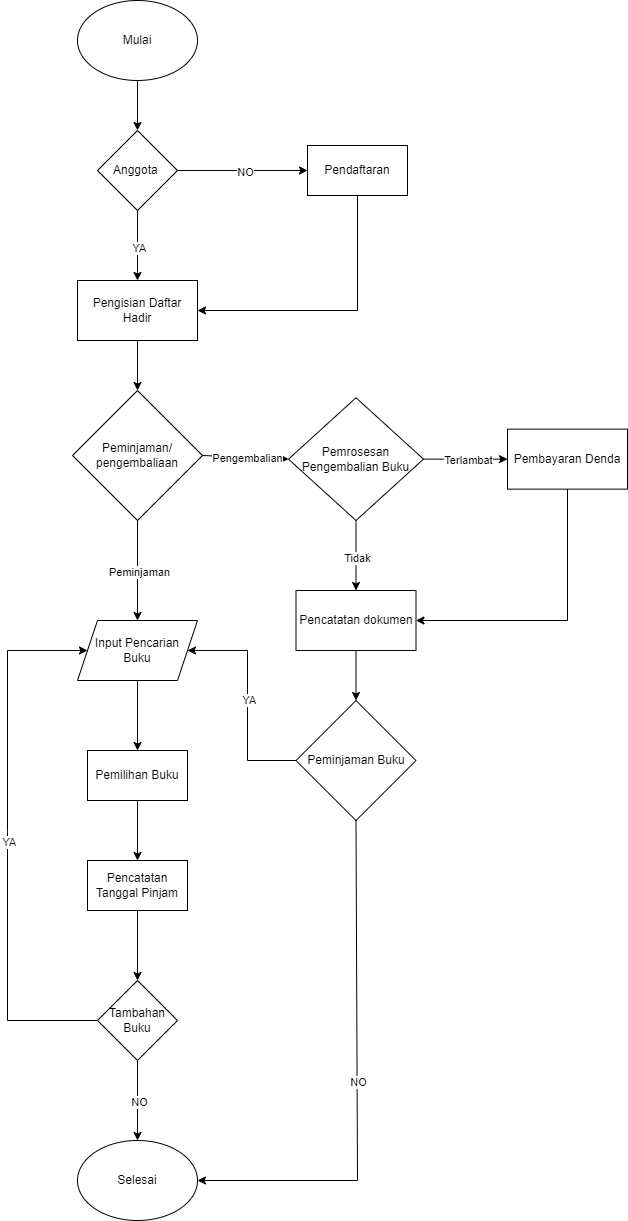 Mulai
Anggota
NO
Pendaftaran
YA
Pengisian Daftar
Hadir
Peminjaman/
pengembaliaan
Pengembalian
Pemrosesan
Pengembalian Buku
Terlambat
Pembayaran Denda
Tidak
Peminjaman
Pencatatan dokumen
Input Pencarian
Buku
YA
Peminjaman Buku
Pemilihan Buku
YA
Pencatatan
Tanggal Pinjam
Tambahan
Buku
NO
NO
Selesai